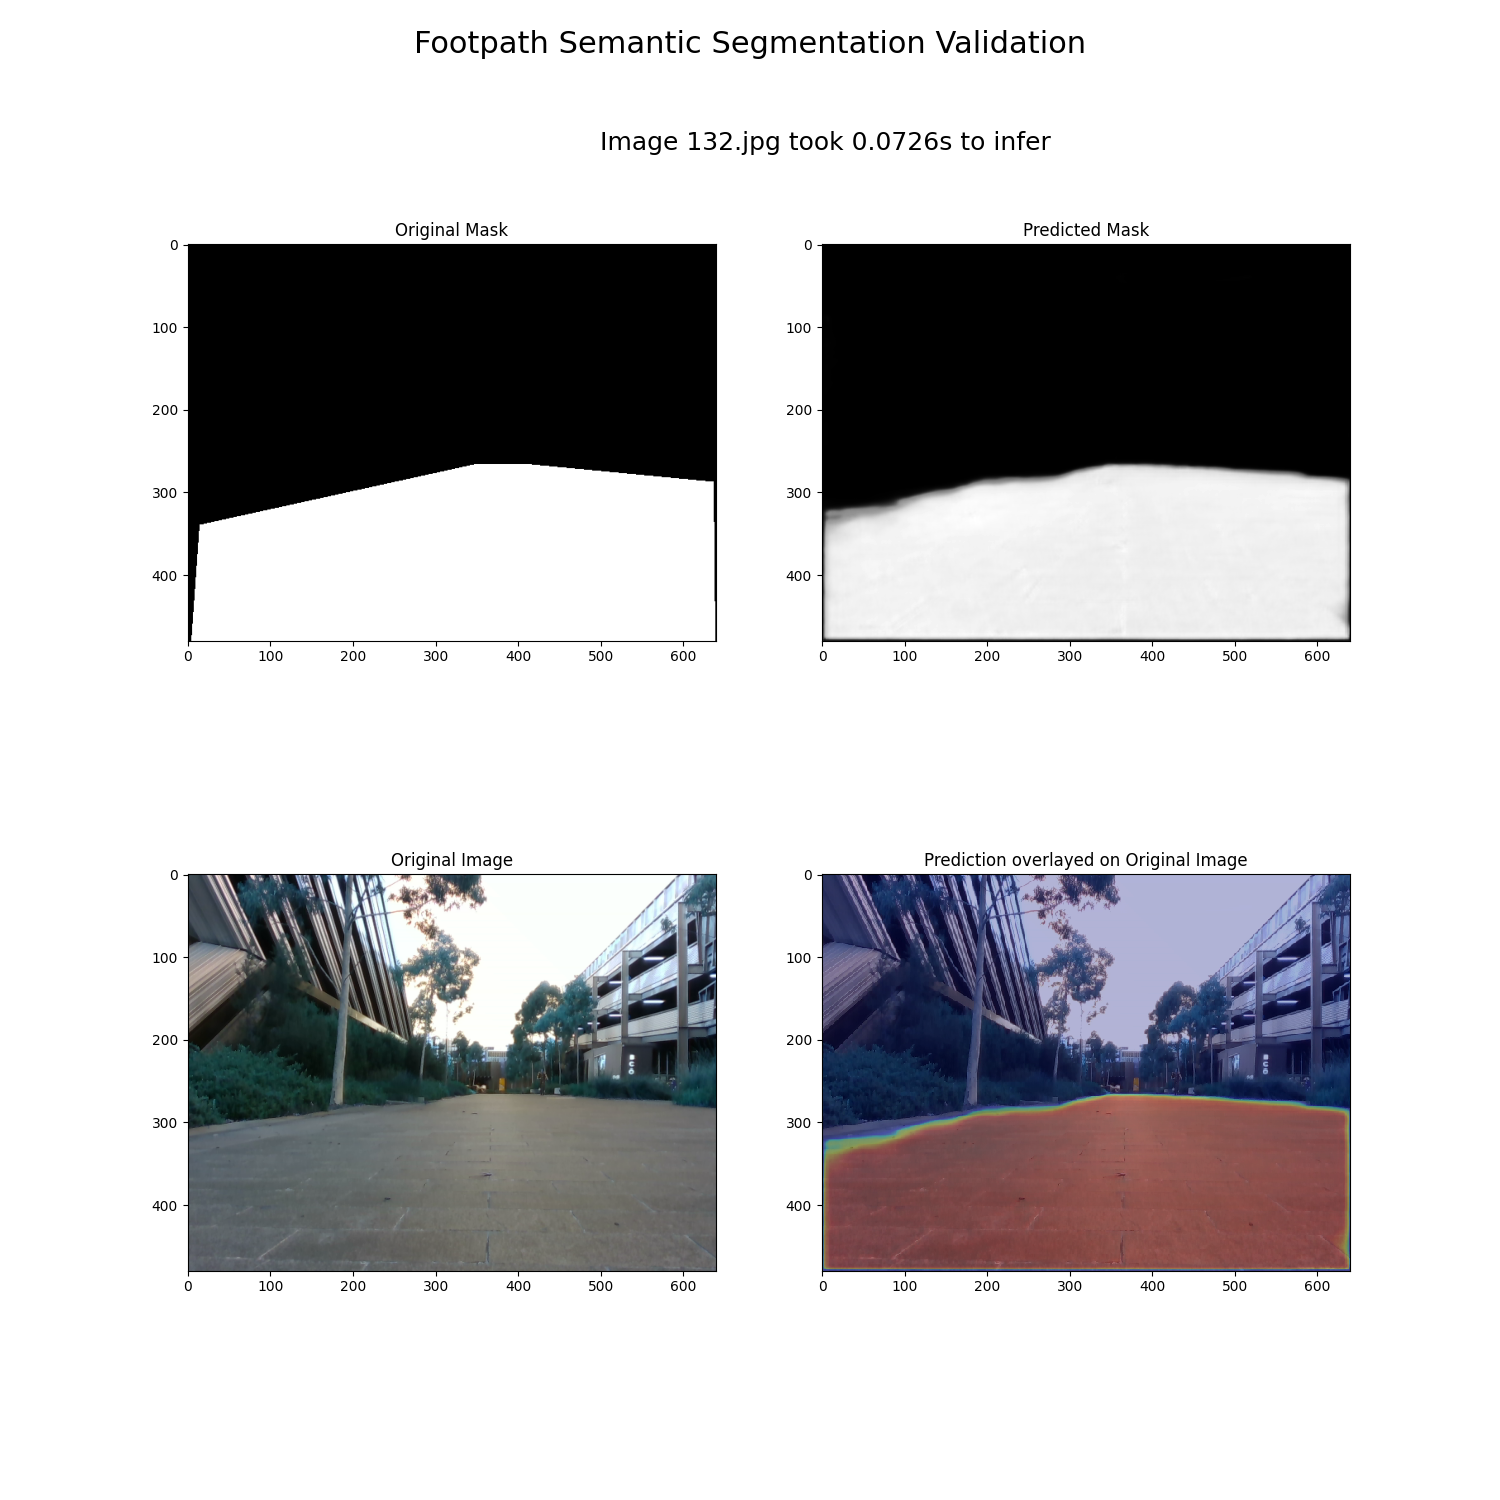 Footpath Semantic Segmentation Validation
Image 132.jpg took 0.0726s to infer
Original Mask
0
100
200
300
400
0 100 200 300 400 500 600
Predicted Mask
0
100
200
300
400
0 100 200 300 400 500 600
Original Image
0
100
200
300
400
0 100 200 300 400 500 600
Prediction overlayed on Original Image
0
100
200
300
400
0 100 200 300 400 500 600